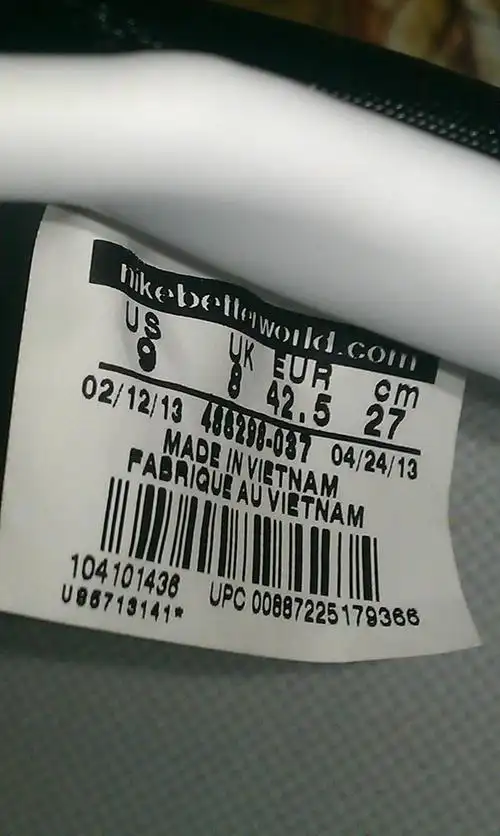 nikebetterworld.com
US UK EUR cm
9 8 42.5 27
02/12/13 488298-037 04/24/13
MADE IN VIETNAM
FABRIQUE AU VIETNAM
104101436 UPC 00887225179366
U96713141*